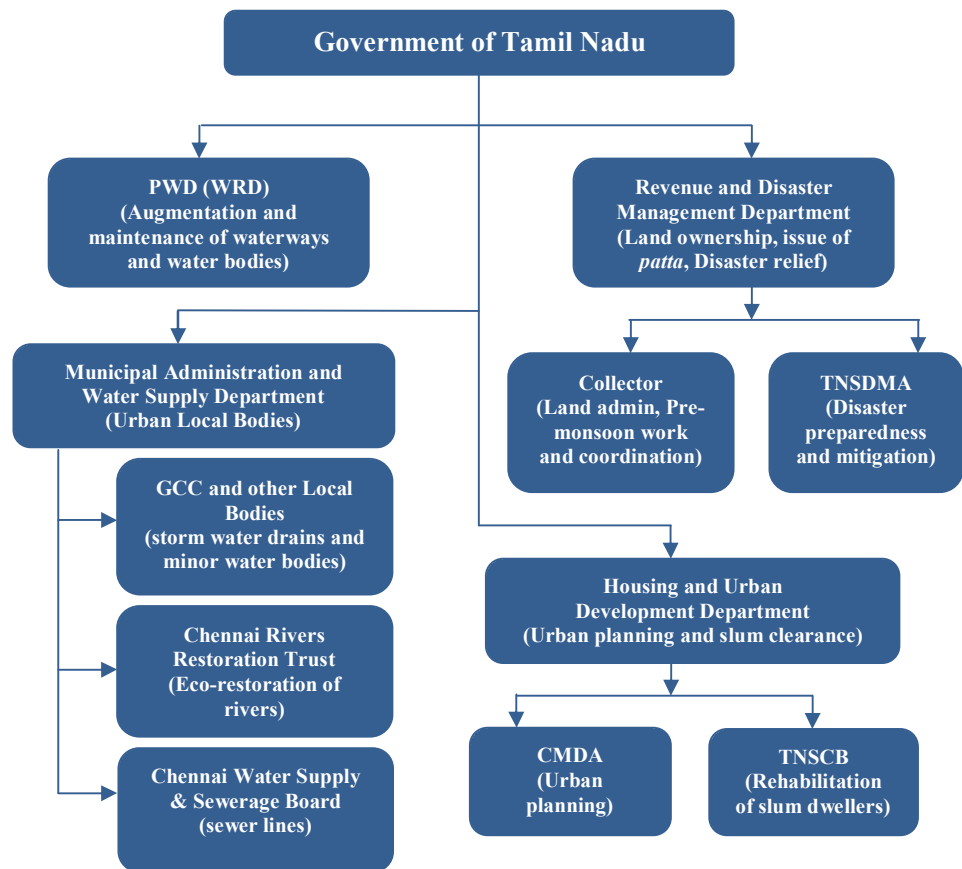 Government of Tamil Nadu
PWD (WRD)
(Augmentation and
maintenance of waterways
and water bodies)
Revenue and Disaster
Management Department
(Land ownership, issue of
patta, Disaster relief)
Municipal Administration and
Water Supply Department
(Urban Local Bodies)
Collector
(Land admin, Pre-
monsoon work
and coordination)
TNSDMA
(Disaster
preparedness
and mitigation)
GCC and other Local
Bodies
(storm water drains and
minor water bodies)
Housing and Urban
Development Department
(Urban planning and slum clearance)
Chennai Rivers
Restoration Trust
(Eco-restoration of
rivers)
CMDA
(Urban
planning)
TNSCB
(Rehabilitation
of slum dwellers)
Chennai Water Supply
& Sewerage Board
(sewer lines)